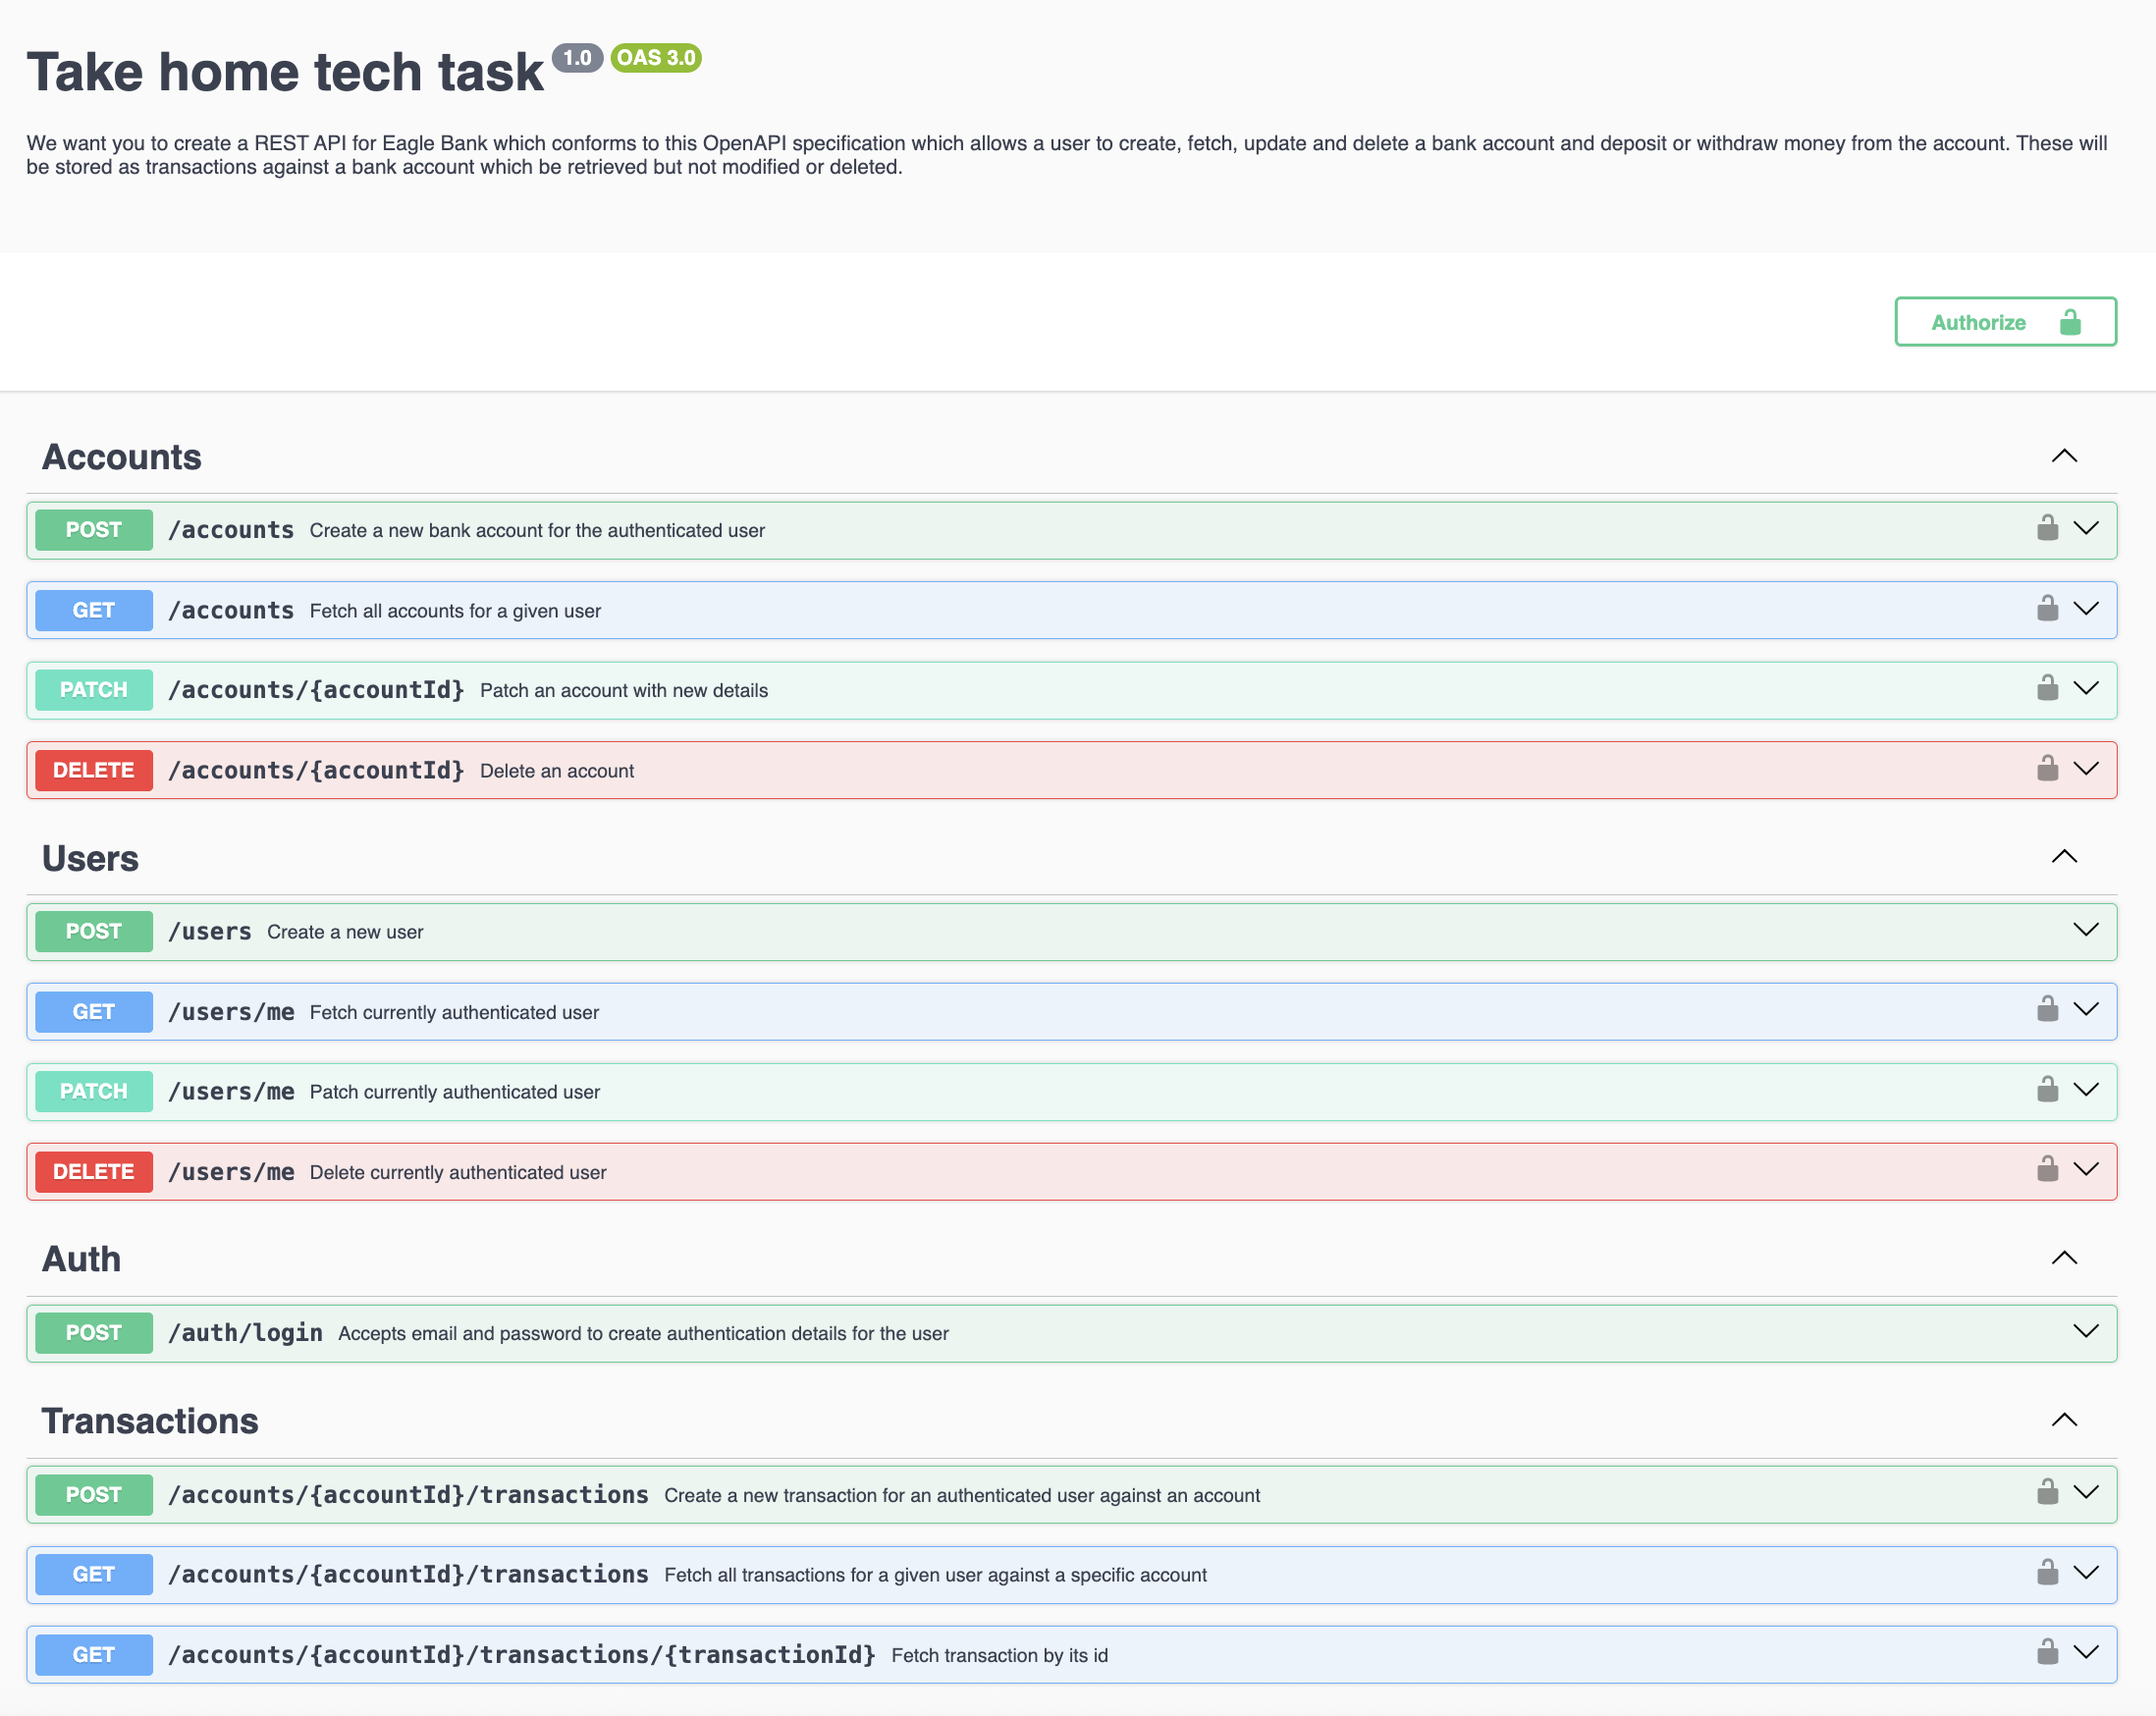 Take home tech task 1.0 OAS 3.0
We want you to create a REST API for Eagle Bank which conforms to this OpenAPI specification which allows a user to create, fetch, update and delete a bank account and deposit or withdraw money from the account. These will
be stored as transactions against a bank account which be retrieved but not modified or deleted.
Authorize
Accounts
POST /accounts Create a new bank account for the authenticated user
GET /accounts Fetch all accounts for a given user
PATCH /accounts/{accountId} Patch an account with new details
DELETE /accounts/{accountId} Delete an account
Users
POST /users Create a new user
GET /users/me Fetch currently authenticated user
PATCH /users/me Patch currently authenticated user
DELETE /users/me Delete currently authenticated user
Auth
POST /auth/login Accepts email and password to create authentication details for the user
Transactions
POST /accounts/{accountId}/transactions Create a new transaction for an authenticated user against an account
GET /accounts/{accountId}/transactions Fetch all transactions for a given user against a specific account
GET /accounts/{accountId}/transactions/{transactionId} Fetch transaction by its id